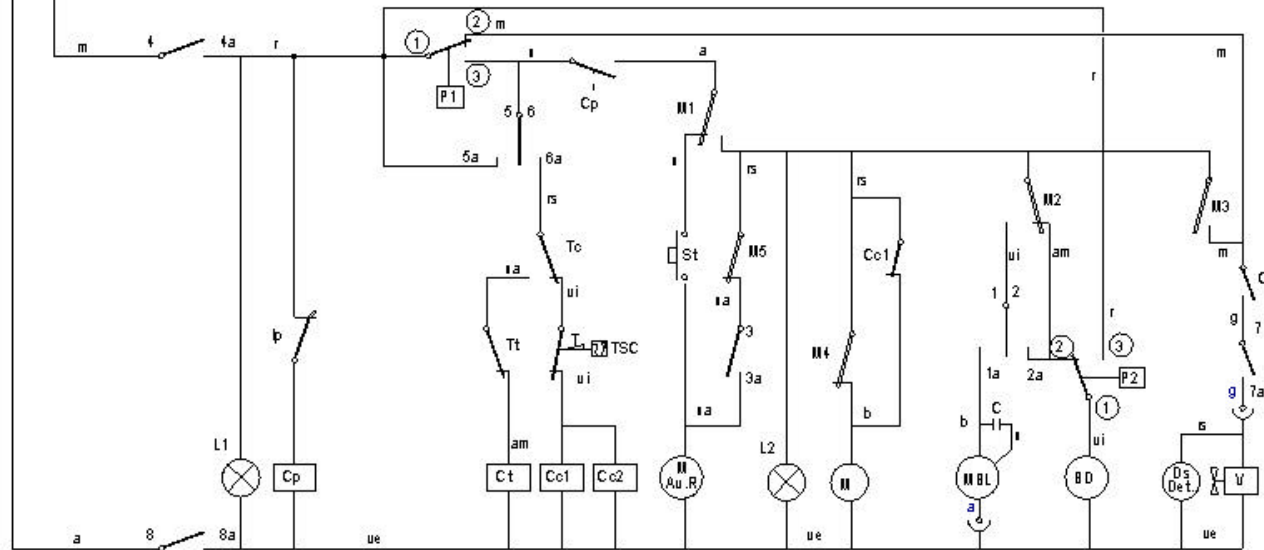 2 m
4 4a r 1
m a m
3
P1 Cp r
5 6 M1
5a 6a
rs rs rs M2 M3
Tc St M5 Cc1 ui am m
ui 1 2 g 7
Ip Tt T TSC 3 M4 r
ui 2 3
3a 1a 2a P2 g 7a
1
b b C rs
L1 am L2 ui
Cp Ct Cc1 Cc2 M Au.R M MBL BD Ds Det. V
a
a 8 8a ue ue ue